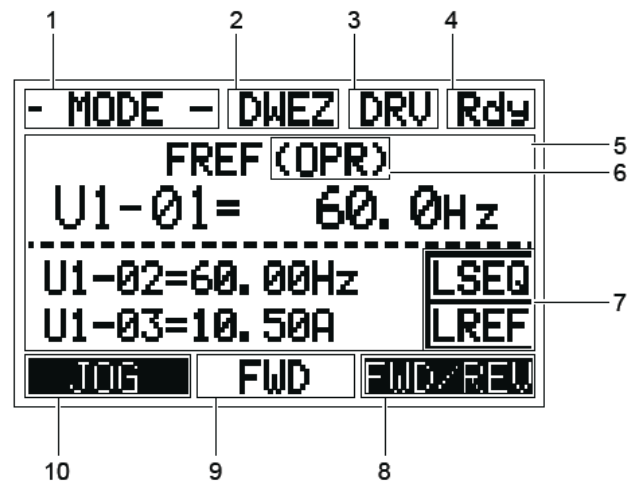 1 2 3 4
- MODE - DWEZ DRV Rdy
5
FREF (OPR)
6
U1-01= 60.0Hz
U1-02=60.00Hz LSEQ
7
U1-03=10.50A LREF
JOG FWD FWD/REV
10 9 8